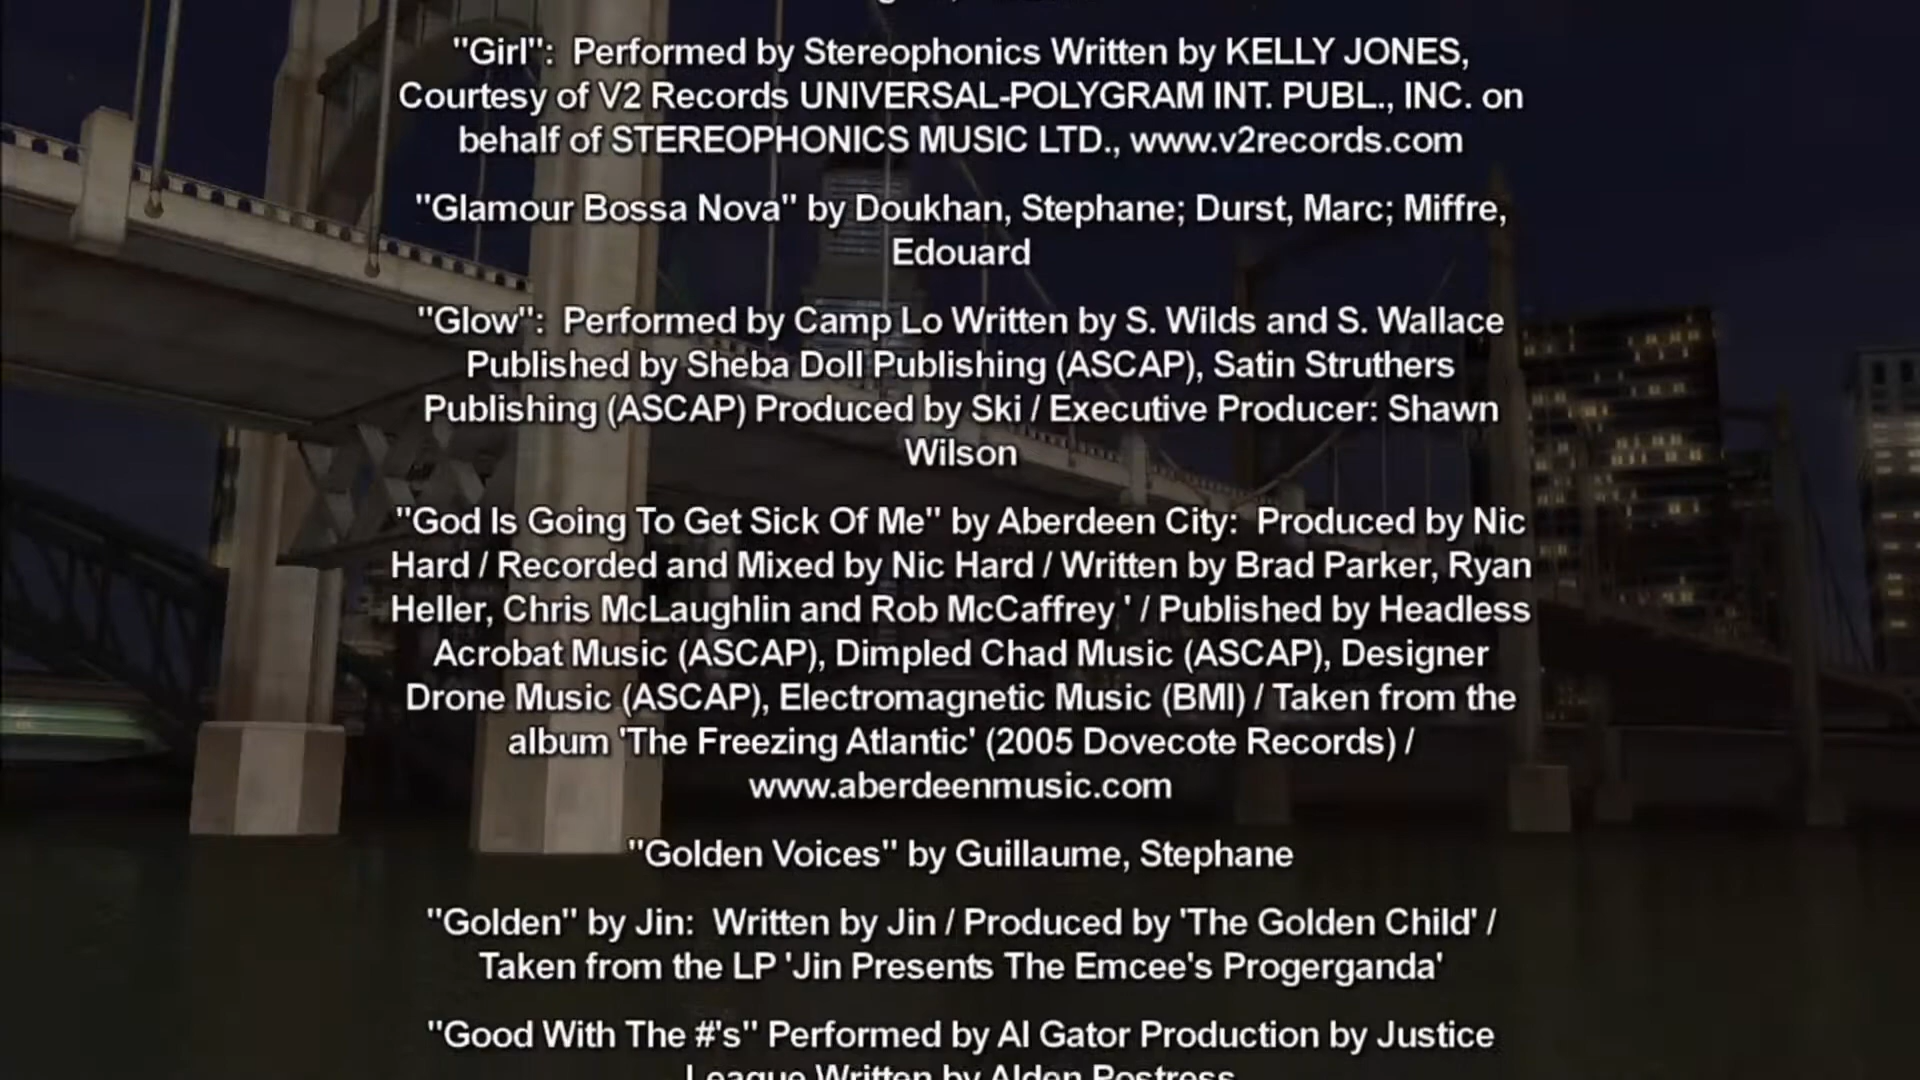 "Girl":  Performed by Stereophonics Written by KELLY JONES,
Courtesy of V2 Records UNIVERSAL-POLYGRAM INT. PUBL., INC. on
behalf of STEREOPHONICS MUSIC LTD., www.v2records.com
"Glamour Bossa Nova" by Doukhan, Stephane; Durst, Marc; Miffre,
Edouard
"Glow":  Performed by Camp Lo Written by S. Wilds and S. Wallace
Published by Sheba Doll Publishing (ASCAP), Satin Struthers
Publishing (ASCAP) Produced by Ski / Executive Producer: Shawn
Wilson
"God Is Going To Get Sick Of Me" by Aberdeen City:  Produced by Nic
Hard / Recorded and Mixed by Nic Hard / Written by Brad Parker, Ryan
Heller, Chris McLaughlin and Rob McCaffrey ' / Published by Headless
Acrobat Music (ASCAP), Dimpled Chad Music (ASCAP), Designer
Drone Music (ASCAP), Electromagnetic Music (BMI) / Taken from the
album 'The Freezing Atlantic' (2005 Dovecote Records) /
www.aberdeenmusic.com
"Golden Voices" by Guillaume, Stephane
"Golden" by Jin:  Written by Jin / Produced by 'The Golden Child' /
Taken from the LP 'Jin Presents The Emcee's Progerganda'
"Good With The #'s" Performed by Al Gator Production by Justice
League Written by Alden Postress